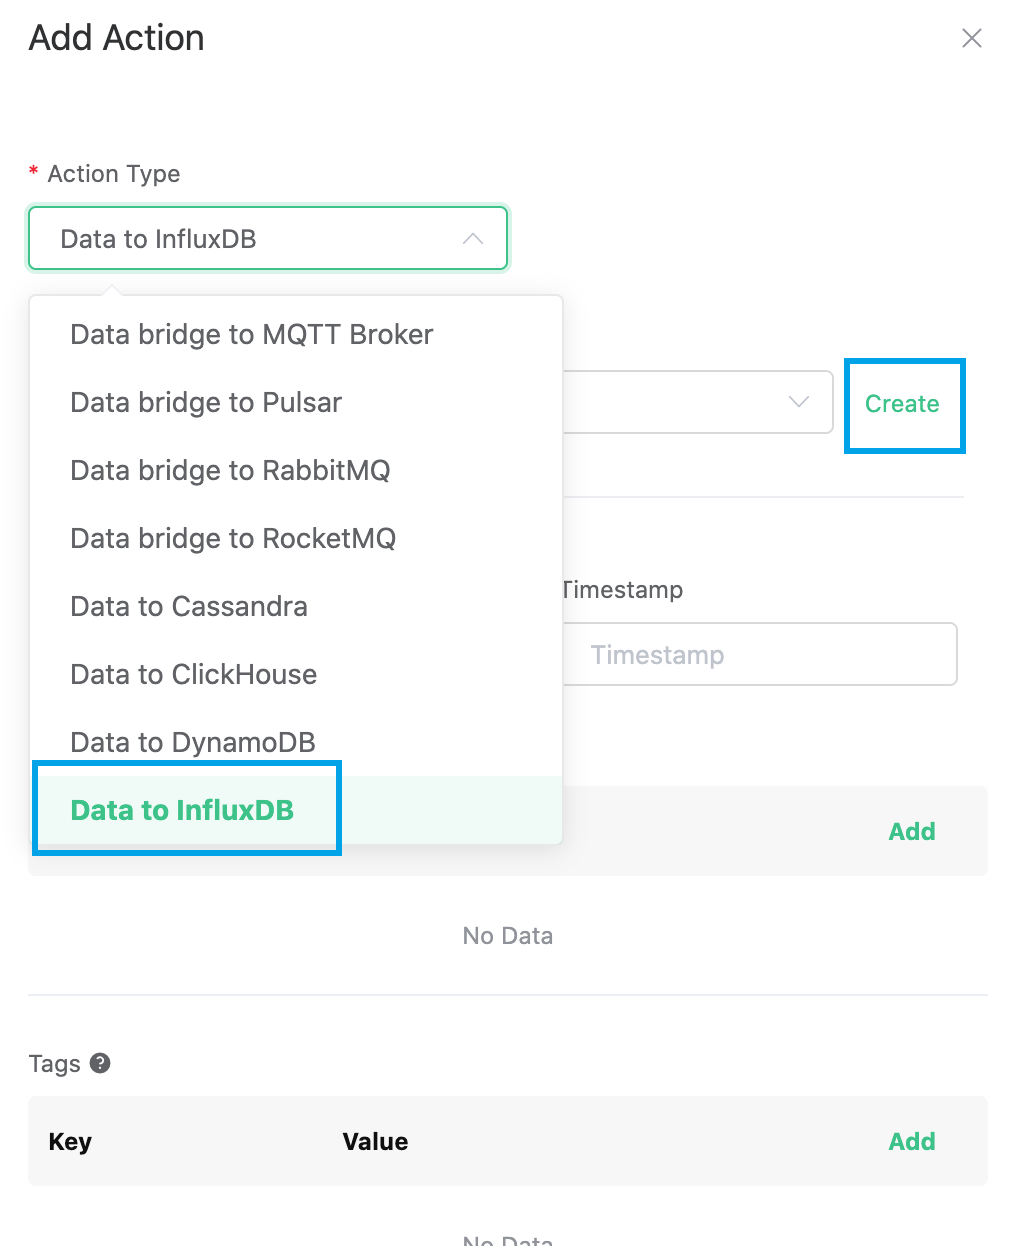 Add Action
* Action Type
Data to InfluxDB
Data bridge to MQTT Broker
Data bridge to Pulsar
Create
Data bridge to RabbitMQ
Data bridge to RocketMQ
Timestamp
Data to Cassandra
Timestamp
Data to ClickHouse
Data to DynamoDB
Data to InfluxDB
Add
No Data
Tags ?
Key Value Add
No Data